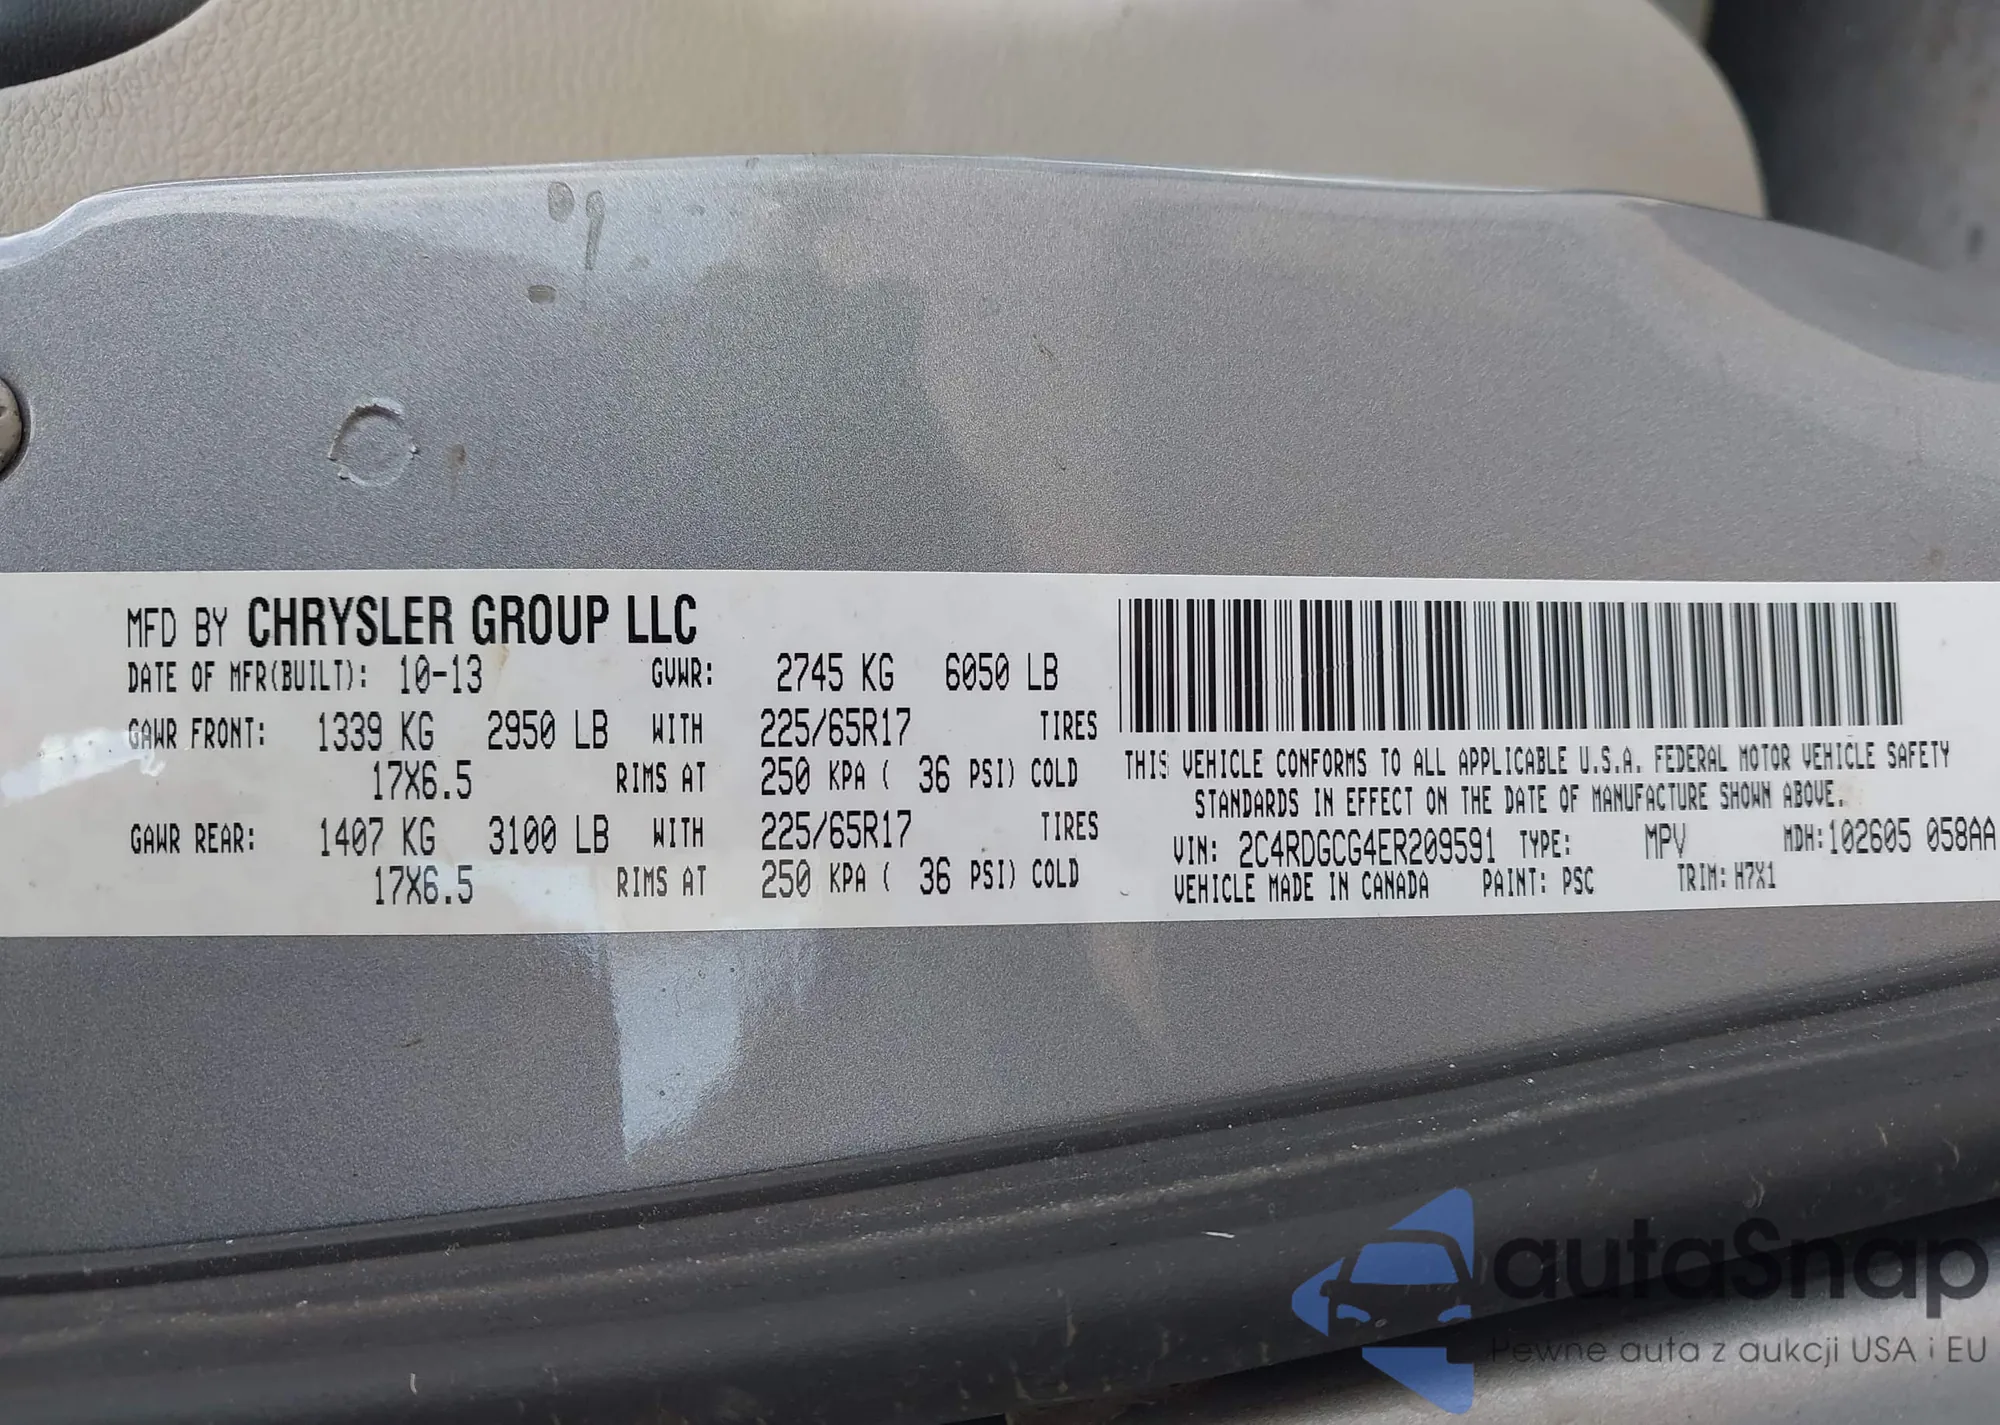 MFD BY CHRYSLER GROUP LLC
DATE OF MFR(BUILT): 10-13 GVWR: 2745 KG 6050 LB
GAWR FRONT: 1339 KG 2950 LB WITH 225/65R17 TIRES
17X6.5 RIMS AT 250 KPA ( 36 PSI) COLD
GAWR REAR: 1407 KG 3100 LB WITH 225/65R17 TIRES
17X6.5 RIMS AT 250 KPA ( 36 PSI) COLD
THIS VEHICLE CONFORMS TO ALL APPLICABLE U.S.A. FEDERAL MOTOR VEHICLE SAFETY
STANDARDS IN EFFECT ON THE DATE OF MANUFACTURE SHOWN ABOVE.
VIN: 2C4RDGCG4ER209591 TYPE: MPV MDH: 102605 058AA
VEHICLE MADE IN CANADA PAINT: PSC TRIM: H7X1
autaSnap
Pewne auta z aukcji USA i EU